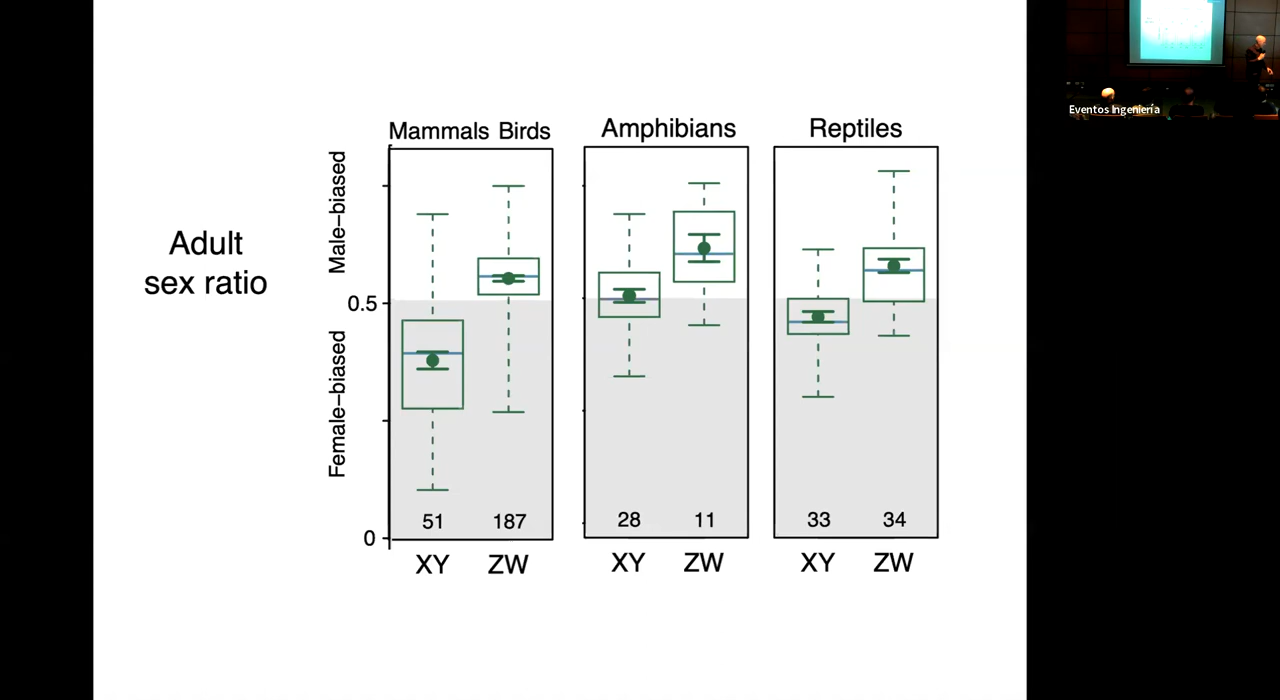 Eventos Ingeniería
Mammals Birds
Amphibians
Reptiles
Adult
sex ratio
Male–biased
Female–biased
0.5
0
51
187
28
11
33
34
XY
ZW
XY
ZW
XY
ZW